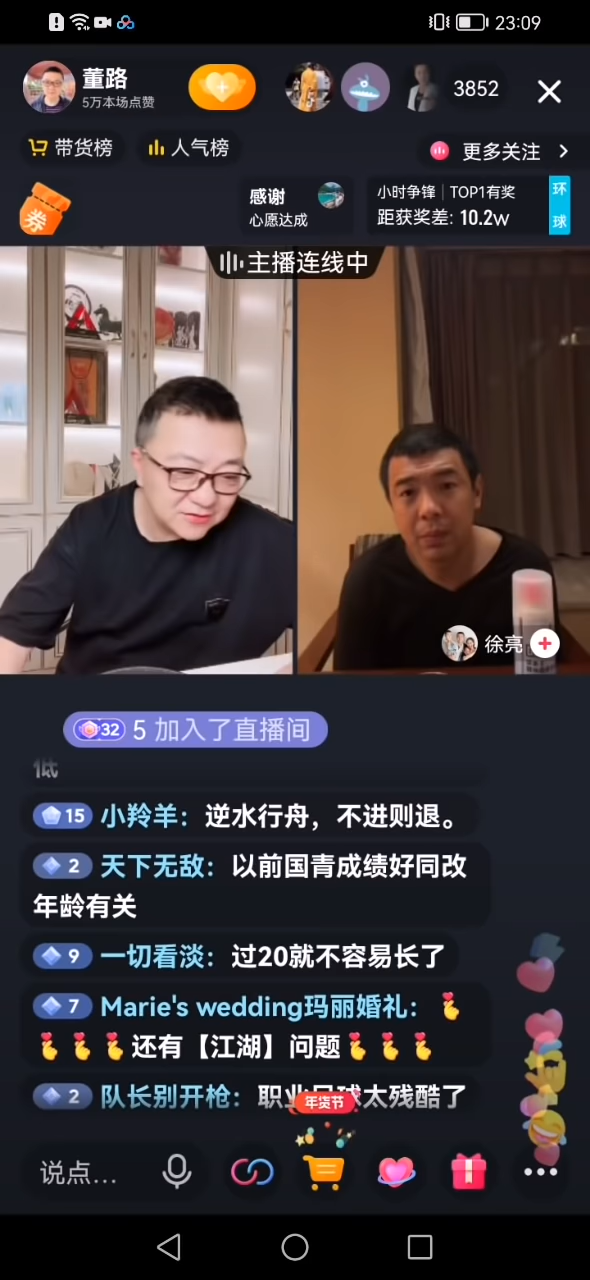 23:09
董路
5万本场点赞
3852
带货榜
人气榜
更多关注
券
感谢
心愿达成
小时争锋|TOP1有奖
距获奖差: 10.2w
环
球
主播连线中
徐亮
32 5 加入了直播间
低
15 小羚羊：逆水行舟，不进则退。
2 天下无敌：以前国青成绩好同改
年龄有关
9 一切看淡：过20就不容易长了
7 Marie's wedding玛丽婚礼：
还有【江湖】问题
2 队长别开枪：职业足球太残酷了
年货节
说点...